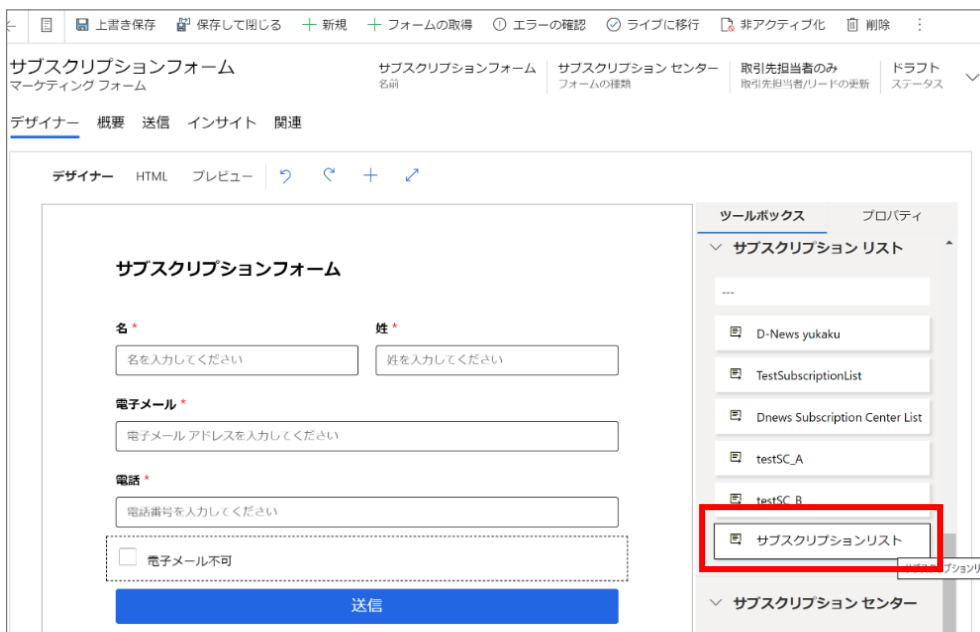 上書き保存 保存して閉じる 新規 フォームの取得 エラーの確認 ライブに移行 非アクティブ化 削除
サブスクリプションフォーム
マーケティング フォーム
サブスクリプションフォーム
名前
サブスクリプション センター
フォームの種類
取引先担当者のみ
取引先担当者/リードの更新
ドラフト
ステータス
デザイナー 概要 送信 インサイト 関連
デザイナー HTML プレビュー
ツールボックス プロパティ
サブスクリプションフォーム
名 * 姓 *
名を入力してください 姓を入力してください
電子メール *
電子メール アドレスを入力してください
電話 *
電話番号を入力してください
電子メール不可
送信
サブスクリプション リスト
---
D-News yukaku
TestSubscriptionList
Dnews Subscription Center List
testSC_A
testSC_B
サブスクリプションリスト
サブスクリプションリ
サブスクリプション センター